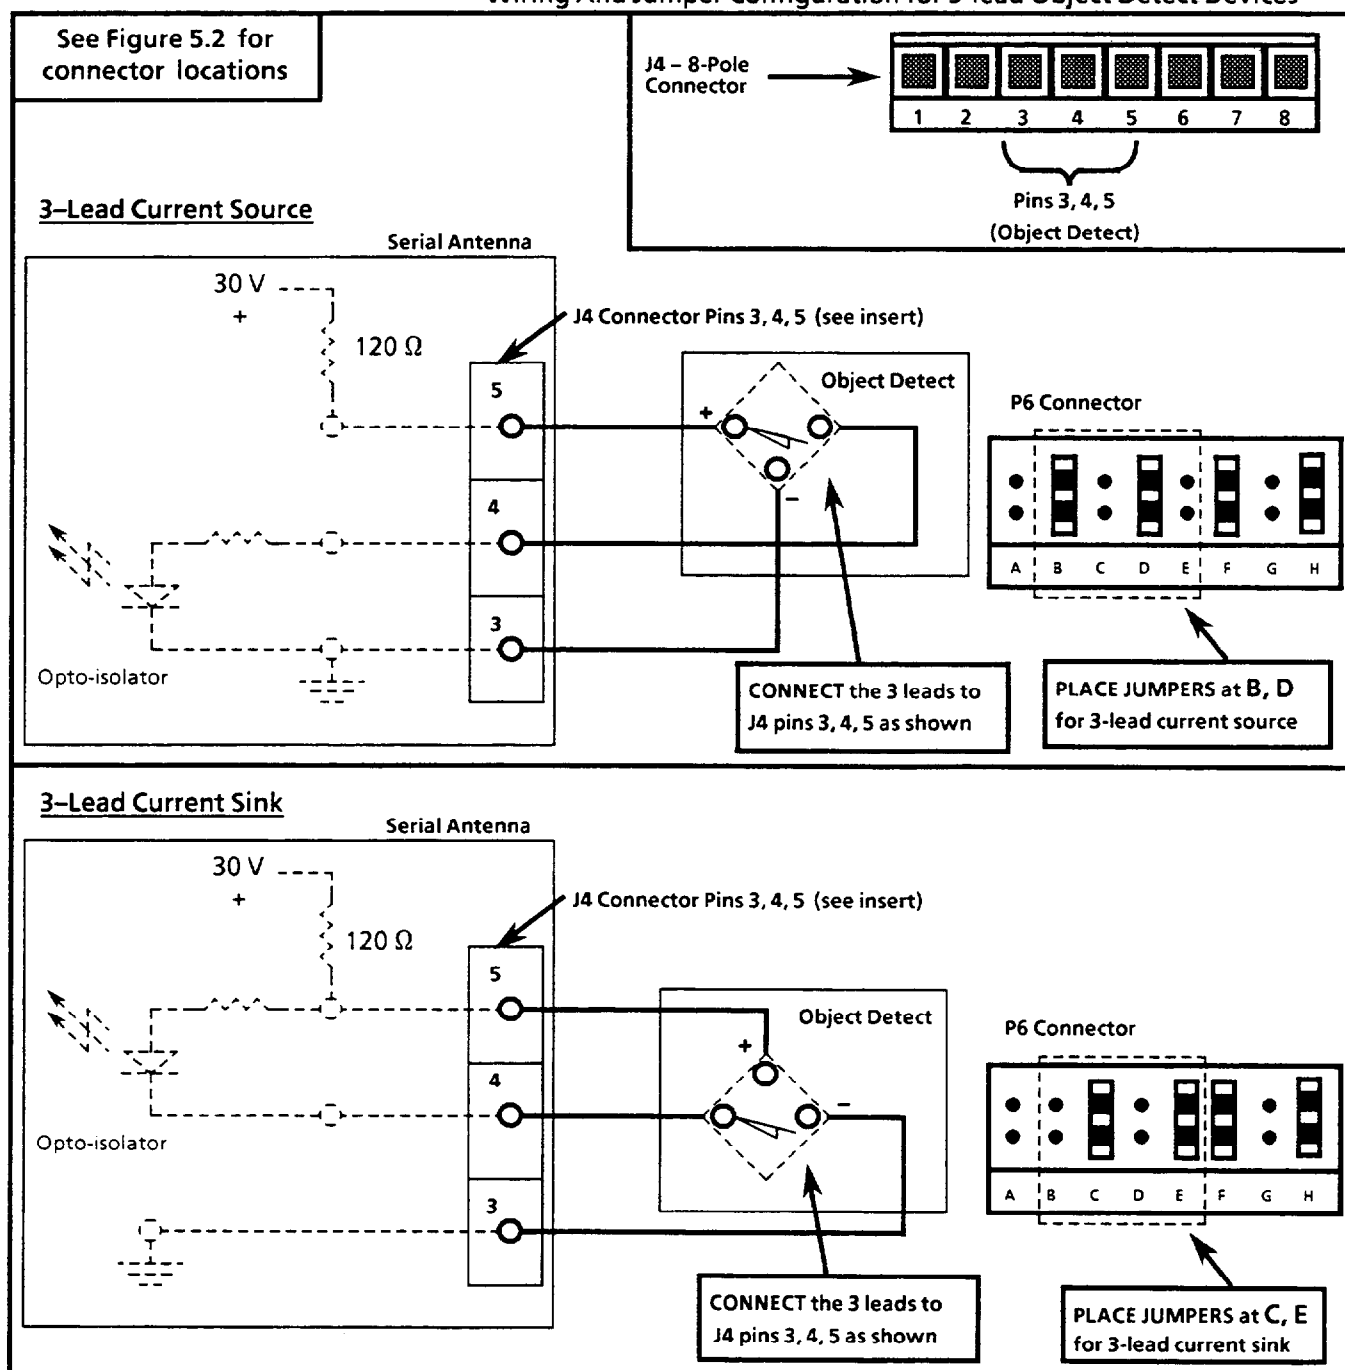 Wiring And Jumper Configuration for 3-lead Object Detect Devices
See Figure 5.2 for
connector locations
J4 – 8-Pole
Connector
1 2 3 4 5 6 7 8
Pins 3, 4, 5
(Object Detect)
3–Lead Current Source
Serial Antenna
30 V
+
120 Ω
J4 Connector Pins 3, 4, 5 (see insert)
5
4
3
Object Detect
+
–
P6 Connector
A B C D E F G H
Opto-isolator
CONNECT the 3 leads to
J4 pins 3, 4, 5 as shown
PLACE JUMPERS at B, D
for 3-lead current source
3–Lead Current Sink
Serial Antenna
30 V
+
120 Ω
J4 Connector Pins 3, 4, 5 (see insert)
5
4
3
Object Detect
+
–
P6 Connector
A B C D E F G H
Opto-isolator
CONNECT the 3 leads to
J4 pins 3, 4, 5 as shown
PLACE JUMPERS at C, E
for 3-lead current sink